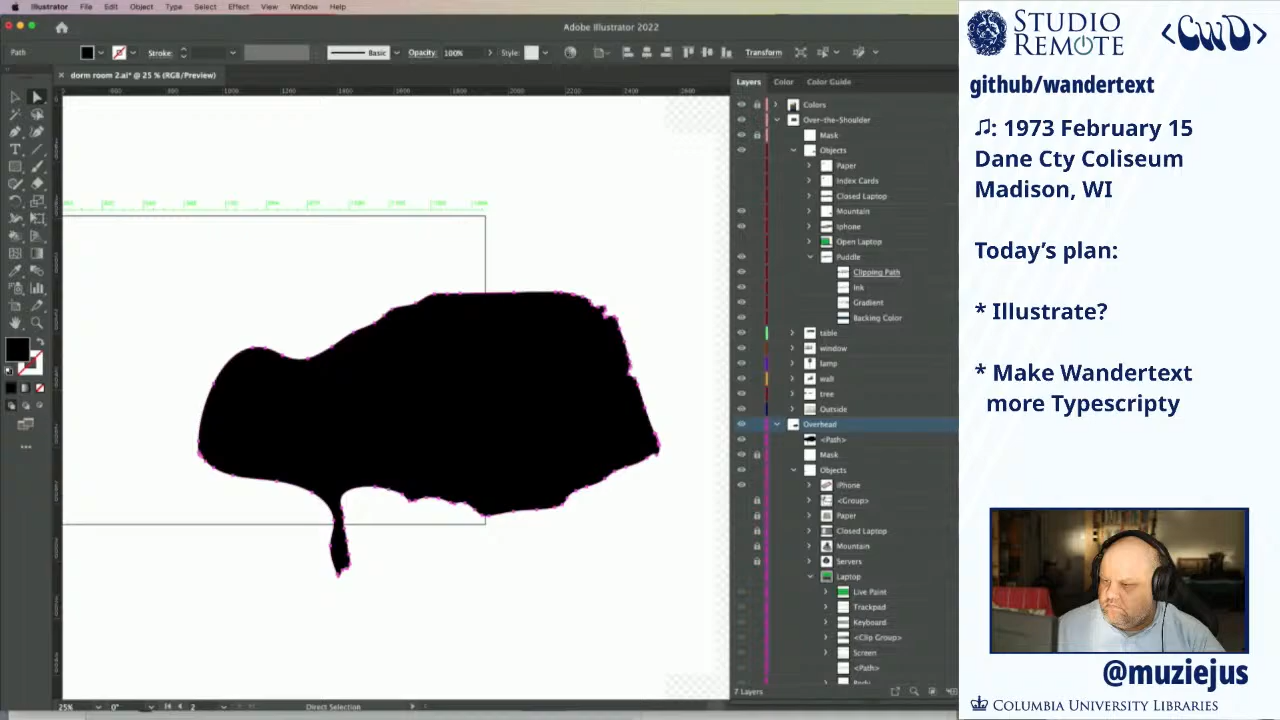 Illustrator File Edit Object Type Select Effect View Window Help
Adobe Illustrator 2022
Path Stroke: Basic Opacity: 100% Style: Transform
× dorm room 2.ai* @ 25 % (RGB/Preview)
Layers Color Color Guide
Colors
Over-the-Shoulder
Mask
Objects
Paper
Index Cards
Closed Laptop
Mountain
Iphone
Open Laptop
Puddle
Clipping Path
Ink
Gradient
Backing Color
table
window
lamp
wall
tree
Outside
Overhead
<Path>
Mask
Objects
iPhone
<Group>
Paper
Closed Laptop
Mountain
Servers
Laptop
Live Paint
Trackpad
Keyboard
<Clip Group>
Screen
<Path>
7 Layers
25% 0° 2 Direct Selection
STUDIO
REMOTE
<CWD>
github/wandertext
♫: 1973 February 15
Dane Cty Coliseum
Madison, WI
Today's plan:
* Illustrate?
* Make Wandertext
more Typescripty
@muziejus
COLUMBIA UNIVERSITY LIBRARIES